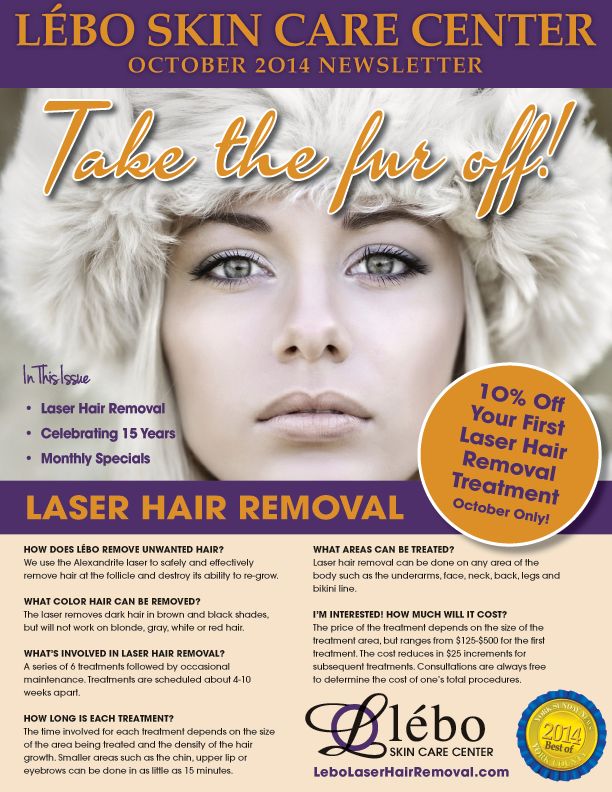 LÉBO SKIN CARE CENTER
OCTOBER 2014 NEWSLETTER
Take the fur off!
In This Issue
• Laser Hair Removal
• Celebrating 15 Years
• Monthly Specials
10% Off
Your First
Laser Hair
Removal
Treatment
October Only!
LASER HAIR REMOVAL
HOW DOES LÉBO REMOVE UNWANTED HAIR?
We use the Alexandrite laser to safely and effectively
remove hair at the follicle and destroy its ability to re-grow.
WHAT COLOR HAIR CAN BE REMOVED?
The laser removes dark hair in brown and black shades,
but will not work on blonde, gray, white or red hair.
WHAT'S INVOLVED IN LASER HAIR REMOVAL?
A series of 6 treatments followed by occasional
maintenance. Treatments are scheduled about 4-10
weeks apart.
HOW LONG IS EACH TREATMENT?
The time involved for each treatment depends on the size
of the area being treated and the density of the hair
growth. Smaller areas such as the chin, upper lip or
eyebrows can be done in as little as 15 minutes.
WHAT AREAS CAN BE TREATED?
Laser hair removal can be done on any area of the
body such as the underarms, face, neck, back, legs and
bikini line.
I'M INTERESTED! HOW MUCH WILL IT COST?
The price of the treatment depends on the size of the
treatment area, but ranges from $125-$500 for the first
treatment. The cost reduces in $25 increments for
subsequent treatments. Consultations are always free
to determine the cost of one's total procedures.
L lébo
SKIN CARE CENTER
LeboLaserHairRemoval.com
YORK SUNDAY NEWS
2014
Best of
YORK COUNTY